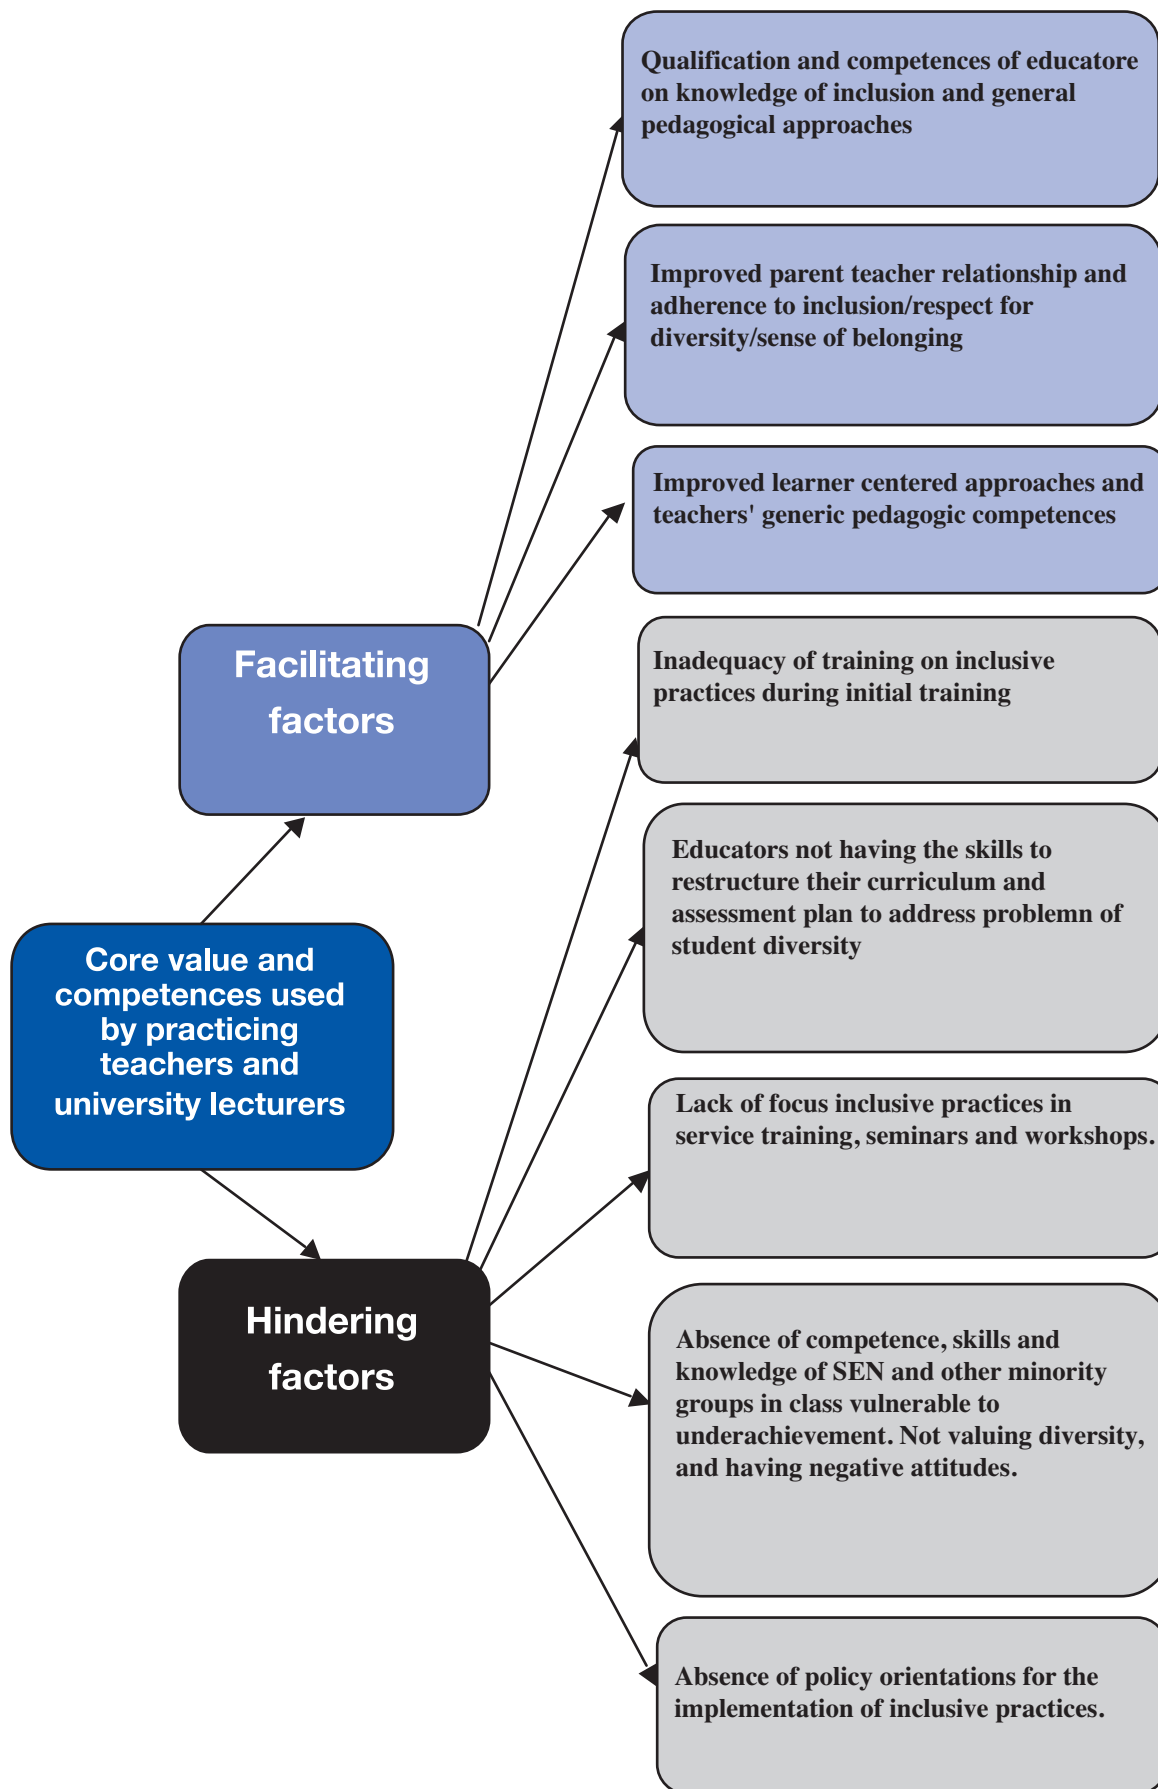 Qualification and competences of educatore
on knowledge of inclusion and general
pedagogical approaches
Improved parent teacher relationship and
adherence to inclusion/respect for
diversity/sense of belonging
Improved learner centered approaches and
teachers' generic pedagogic competences
Facilitating
factors
Inadequacy of training on inclusive
practices during initial training
Educators not having the skills to
restructure their curriculum and
assessment plan to address problemn of
student diversity
Core value and
competences used
by practicing
teachers and
university lecturers
Lack of focus inclusive practices in
service training, seminars and workshops.
Hindering
factors
Absence of competence, skills and
knowledge of SEN and other minority
groups in class vulnerable to
underachievement. Not valuing diversity,
and having negative attitudes.
Absence of policy orientations for the
implementation of inclusive practices.